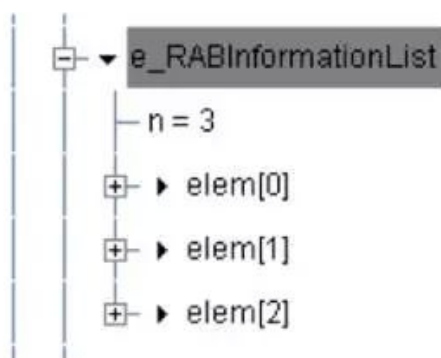 e_RABInformationList
n = 3
elem[0]
elem[1]
elem[2]